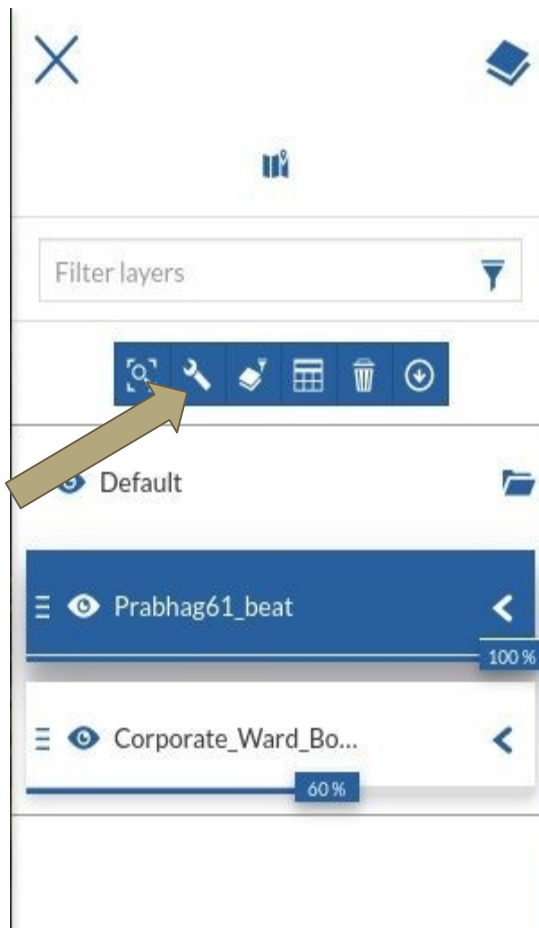 Filter layers
Default
Prabhag61_beat
100 %
Corporate_Ward_Bo...
60 %